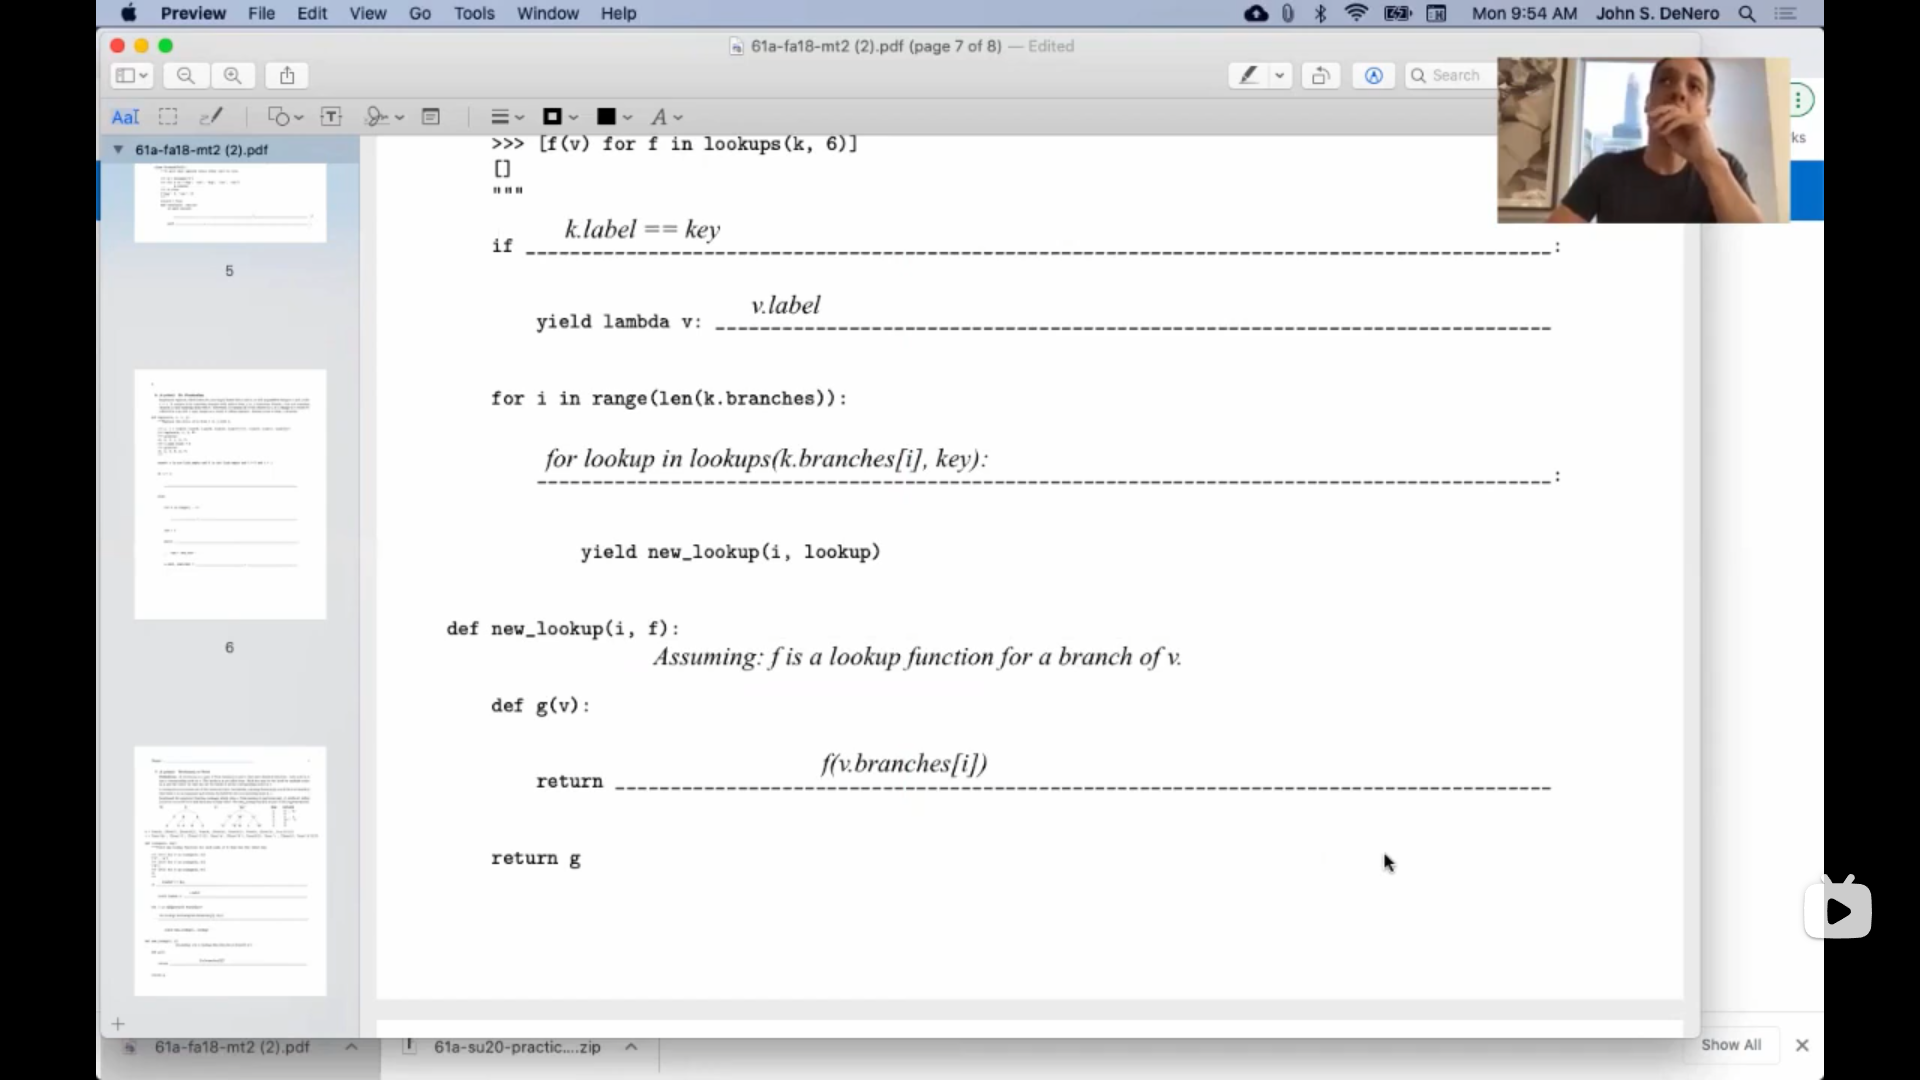 Preview File Edit View Go Tools Window Help Mon 9:54 AM John S. DeNero
61a-fa18-mt2 (2).pdf (page 7 of 8) — Edited
Search
61a-fa18-mt2 (2).pdf
5
6
>>> [f(v) for f in lookups(k, 6)]
[]
"""
k.label == key
if :
v.label
yield lambda v:
for i in range(len(k.branches)):
for lookup in lookups(k.branches[i], key):
:
yield new_lookup(i, lookup)
def new_lookup(i, f):
Assuming: f is a lookup function for a branch of v.
def g(v):
f(v.branches[i])
return
return g
ks
61a-fa18-mt2 (2).pdf
61a-su20-practic....zip
Show All